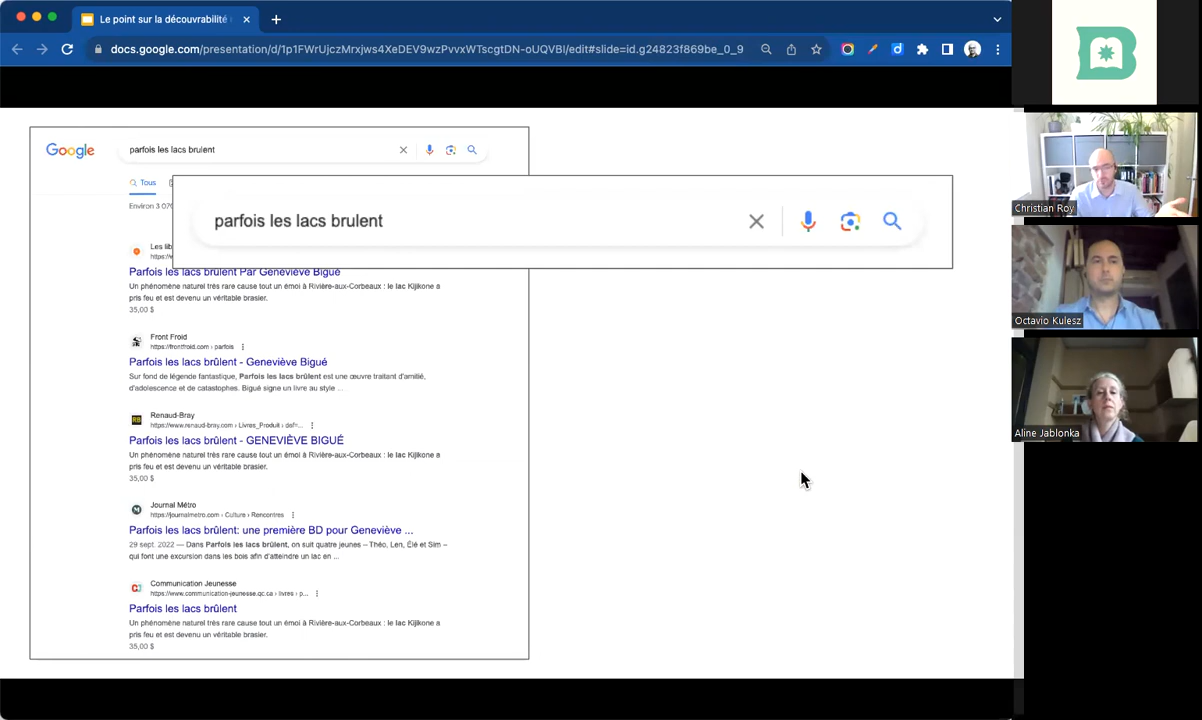 Le point sur la découvrabilité
docs.google.com/presentation/d/1p1FWrUjczMrxjws4XeDEV9wzPvvxWTscgtDN-oUQVBI/edit#slide=id.g24823f869be_0_9
Google
parfois les lacs brulent
Tous
Environ 3 070
parfois les lacs brulent
Les lib
Parfois les lacs brûlent Par Geneviève Bigué
Un phénomène naturel très rare cause tout un émoi à Rivière-aux-Corbeaux : le lac Kijikone a
pris feu et est devenu un véritable brasier.
35,00 $
Front Froid
https://frontfroid.com › parfois
Parfois les lacs brûlent - Geneviève Bigué
Sur fond de légende fantastique, Parfois les lacs brûlent est une œuvre traitant d'amitié,
d'adolescence et de catastophes. Bigué signe un livre au style ...
Renaud-Bray
https://www.renaud-bray.com › Livres_Produit › def=...
Parfois les lacs brûlent - GENEVIÈVE BIGUÉ
Un phénomène naturel très rare cause tout un émoi à Rivière-aux-Corbeaux : le lac Kijikone a
pris feu et est devenu un véritable brasier.
35,00 $
Journal Métro
https://journalmetro.com › Culture › Rencontres
Parfois les lacs brûlent: une première BD pour Geneviève ...
29 sept. 2022 — Dans Parfois les lacs brûlent, on suit quatre jeunes – Théo, Len, Élé et Sim –
qui font une excursion dans les bois afin d'atteindre un lac en ...
Communication Jeunesse
https://www.communication-jeunesse.qc.ca › livres › p...
Parfois les lacs brûlent
Un phénomène naturel très rare cause tout un émoi à Rivière-aux-Corbeaux : le lac Kijikone a
pris feu et est devenu un véritable brasier.
35,00 $
Christian Roy
Octavio Kulesz
Aline Jablonka